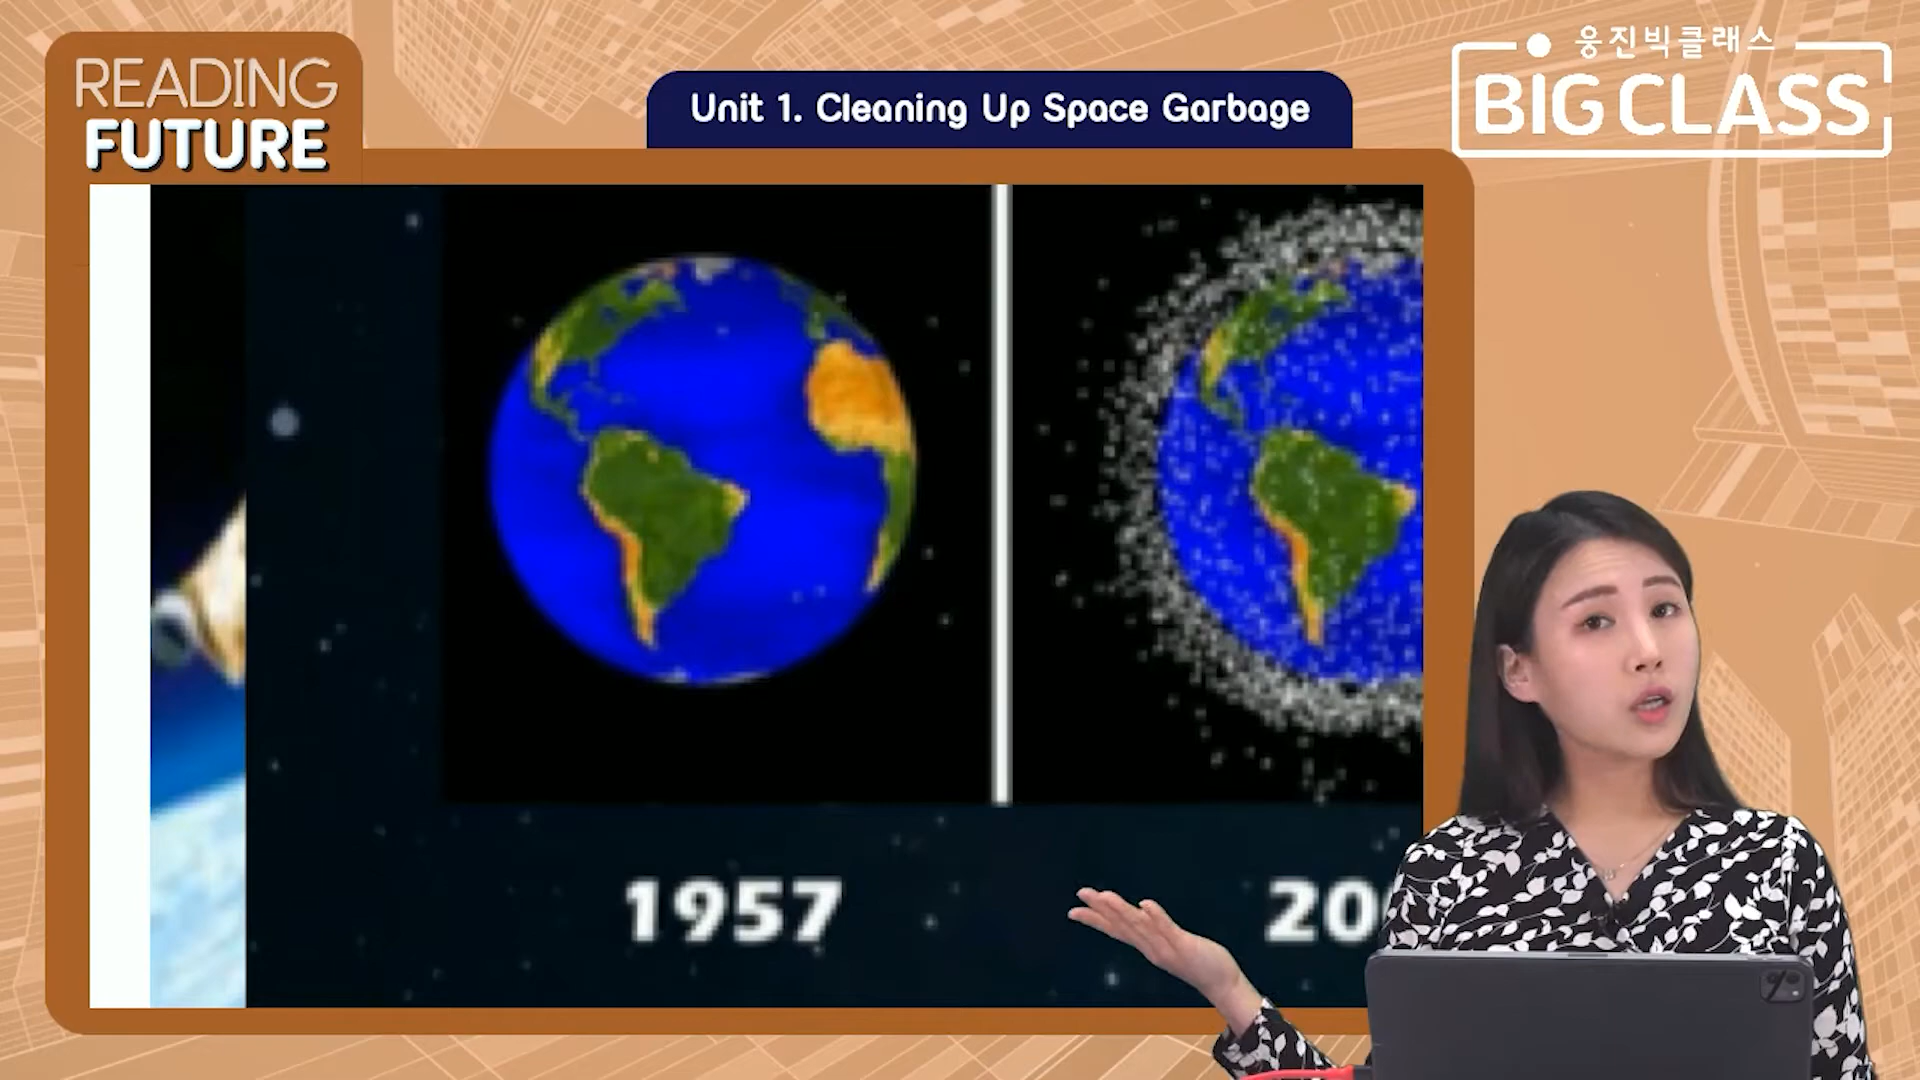 READING
FUTURE
Unit 1. Cleaning Up Space Garbage
웅진빅클래스
BIG CLASS
1957